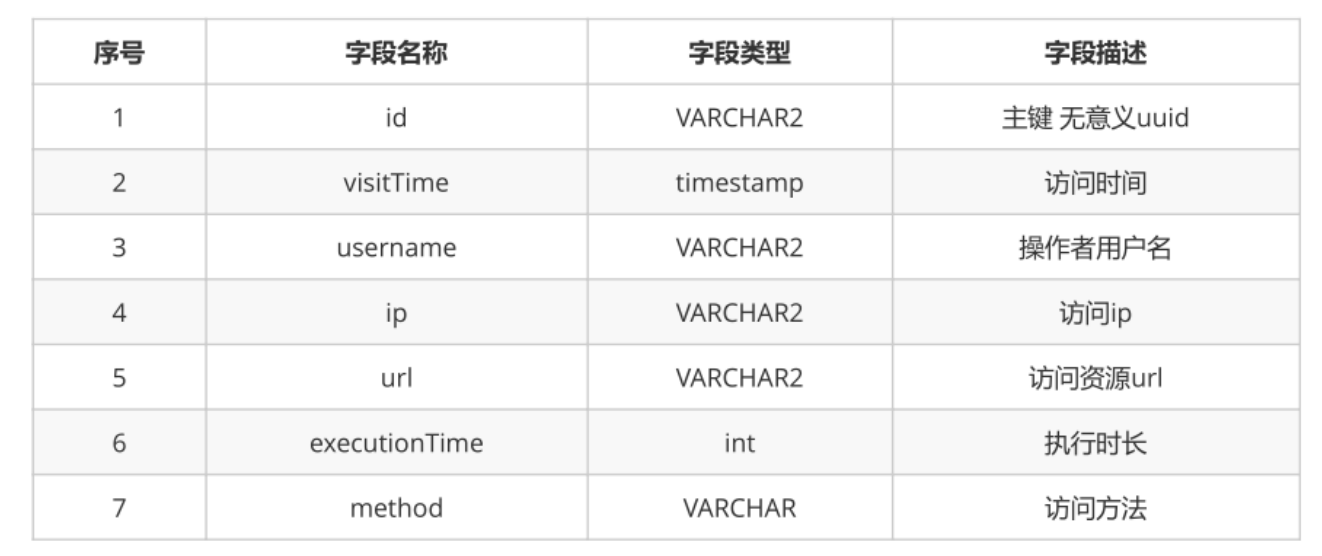 序号 字段名称 字段类型 字段描述
1 id VARCHAR2 主键 无意义uuid
2 visitTime timestamp 访问时间
3 username VARCHAR2 操作者用户名
4 ip VARCHAR2 访问ip
5 url VARCHAR2 访问资源url
6 executionTime int 执行时长
7 method VARCHAR 访问方法